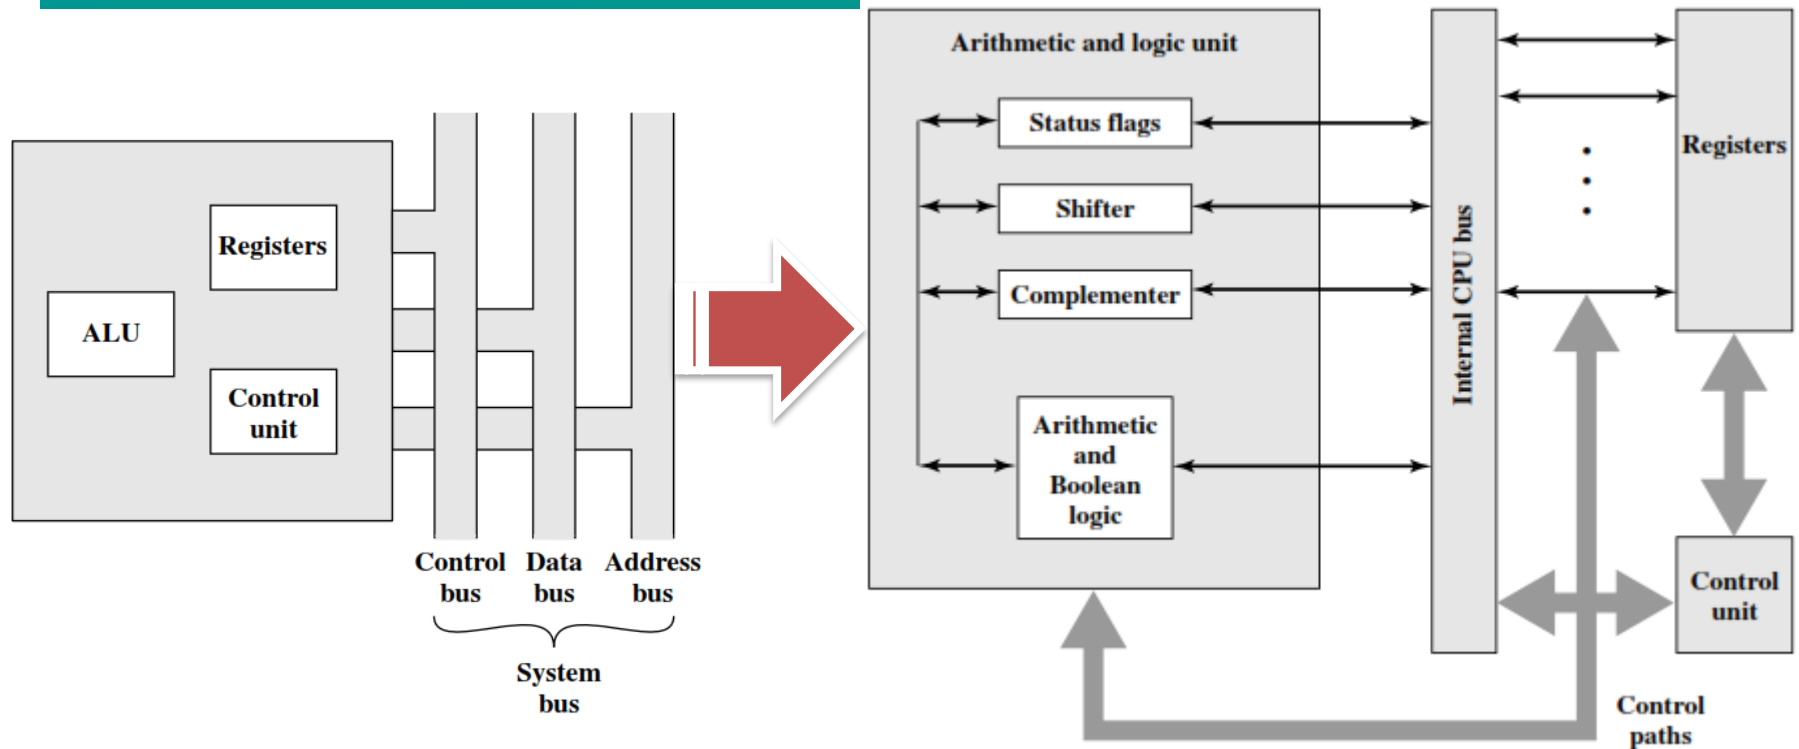 Registers
ALU
Control
unit
Control
bus
Data
bus
Address
bus
System
bus
Arithmetic and logic unit
Status flags
Shifter
Complementer
Arithmetic
and
Boolean
logic
Internal CPU bus
Registers
Control
unit
Control
paths